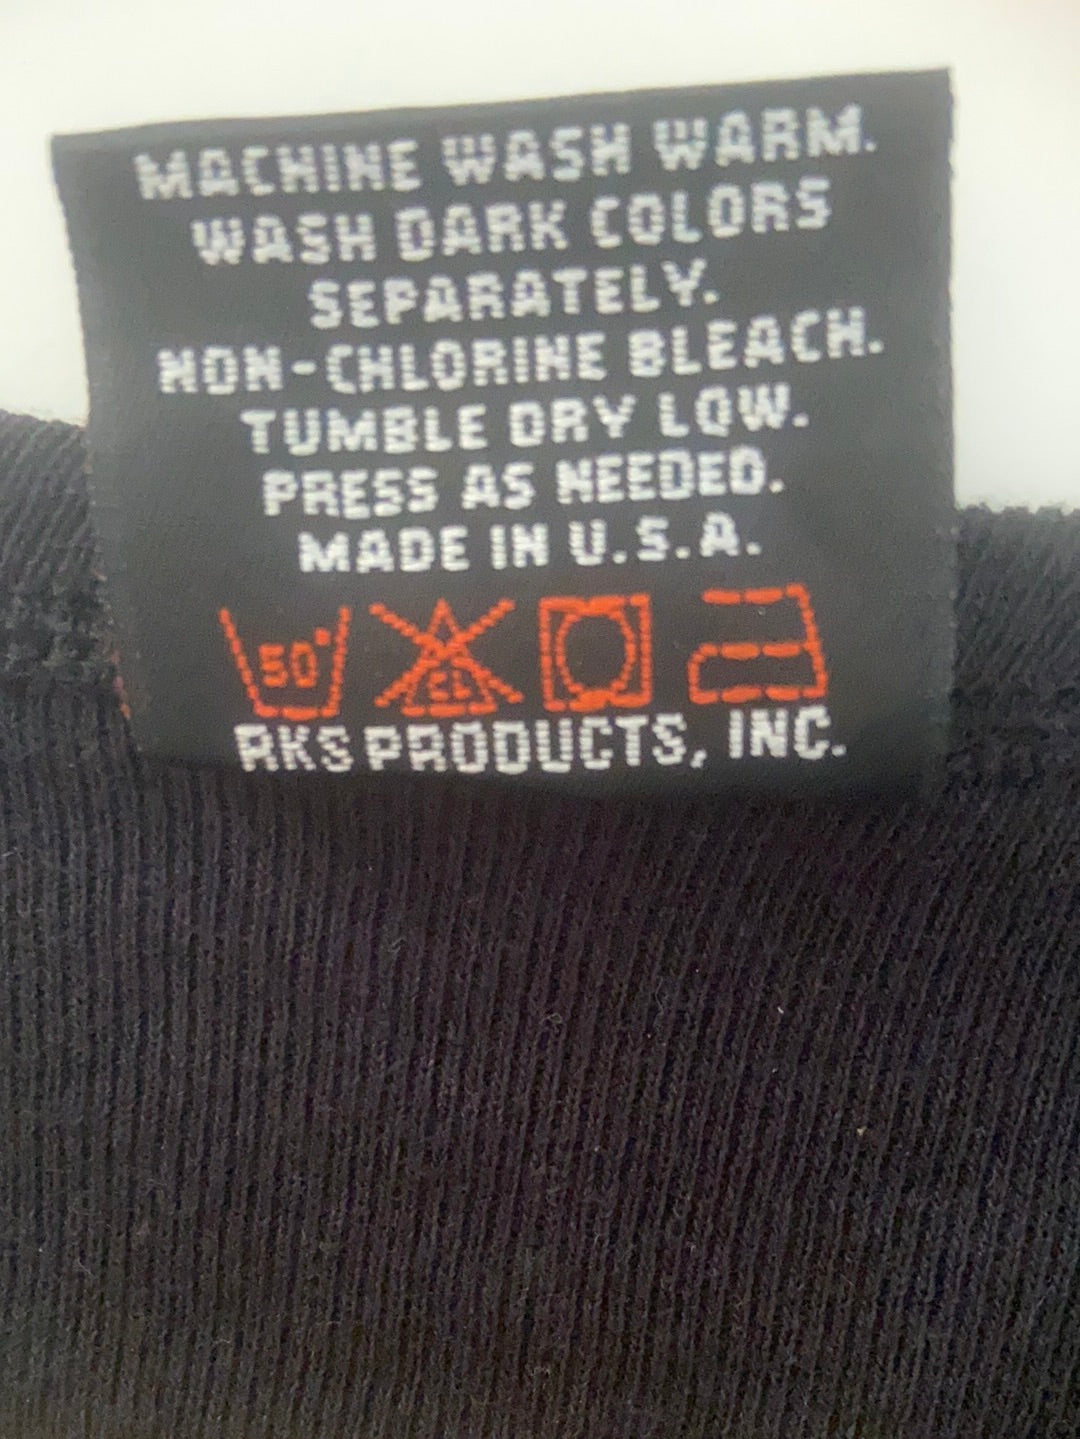 MACHINE WASH WARM.
WASH DARK COLORS
SEPARATELY.
NON-CHLORINE BLEACH.
TUMBLE DRY LOW.
PRESS AS NEEDED.
MADE IN U.S.A.
50° CL
RKS PRODUCTS, INC.